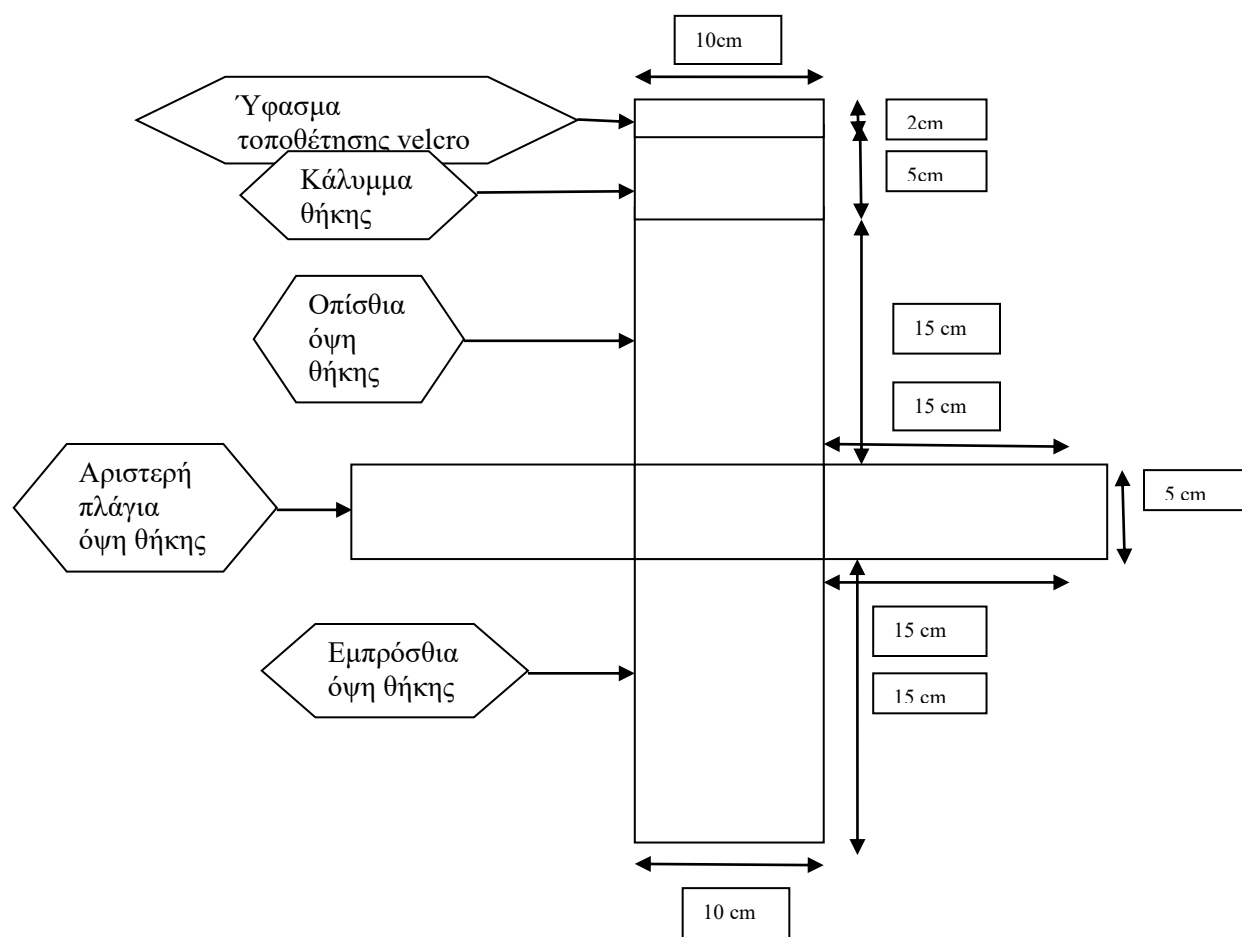 10cm
Ύφασμα
τοποθέτησης velcro
2cm
Κάλυμμα
θήκης
5cm
Οπίσθια
όψη
θήκης
15 cm
15 cm
Αριστερή
πλάγια
όψη θήκης
5 cm
Εμπρόσθια
όψη θήκης
15 cm
15 cm
10 cm